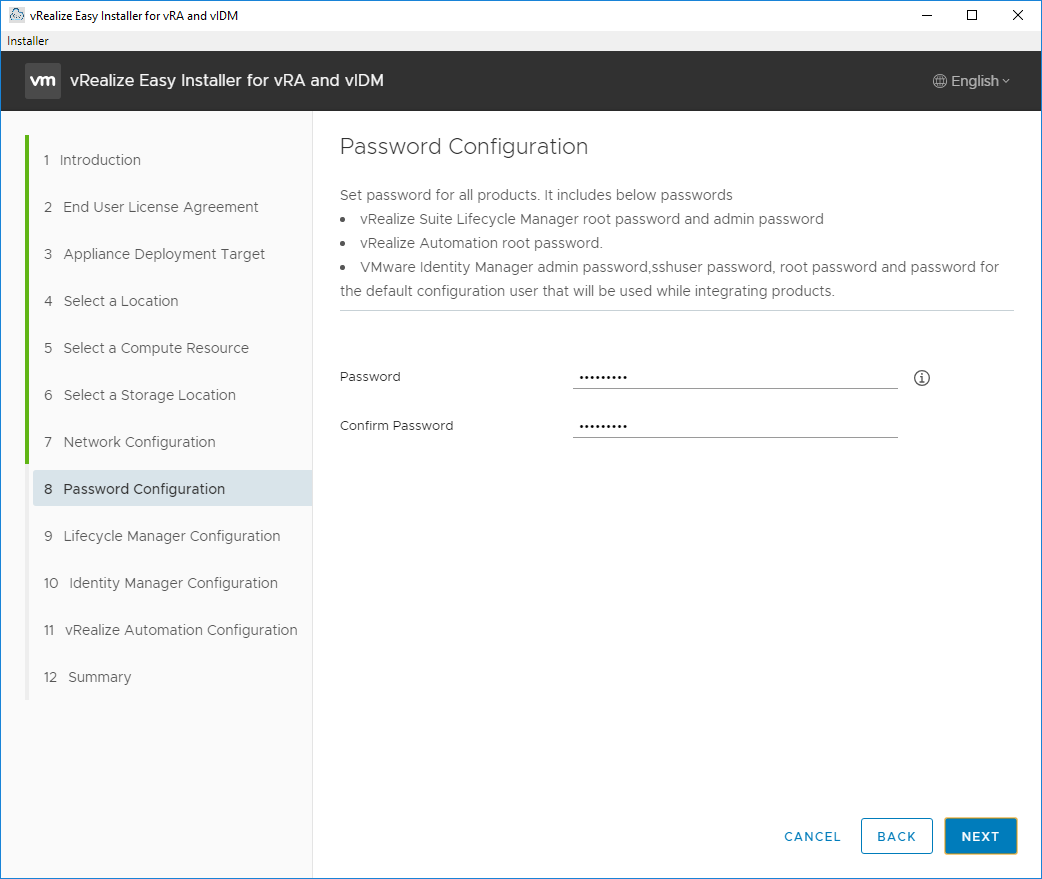 vRealize Easy Installer for vRA and vIDM
Installer
vm vRealize Easy Installer for vRA and vIDM English
1 Introduction
2 End User License Agreement
3 Appliance Deployment Target
4 Select a Location
5 Select a Compute Resource
6 Select a Storage Location
7 Network Configuration
8 Password Configuration
9 Lifecycle Manager Configuration
10 Identity Manager Configuration
11 vRealize Automation Configuration
12 Summary
Password Configuration
Set password for all products. It includes below passwords
• vRealize Suite Lifecycle Manager root password and admin password
• vRealize Automation root password.
• VMware Identity Manager admin password,sshuser password, root password and password for
the default configuration user that will be used while integrating products.
Password •••••••••
Confirm Password •••••••••
CANCEL BACK NEXT